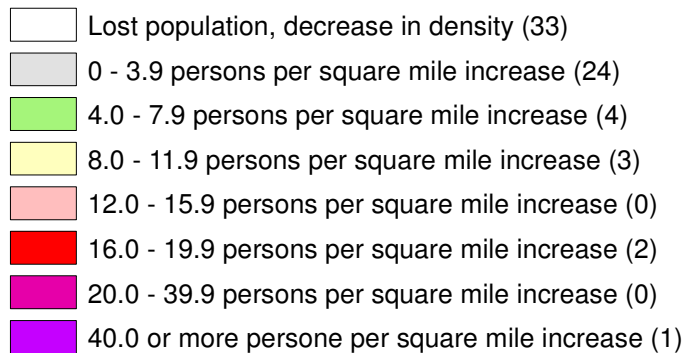 Lost population, decrease in density (33)
0 - 3.9 persons per square mile increase (24)
4.0 - 7.9 persons per square mile increase (4)
8.0 - 11.9 persons per square mile increase (3)
12.0 - 15.9 persons per square mile increase (0)
16.0 - 19.9 persons per square mile increase (2)
20.0 - 39.9 persons per square mile increase (0)
40.0 or more persone per square mile increase (1)